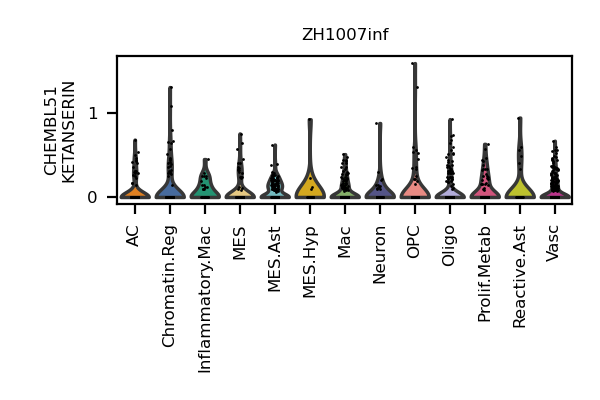 ZH1007inf
CHEMBL51
KETANSERIN
1
0
AC
Chromatin.Reg
Inflammatory.Mac
MES
MES.Ast
MES.Hyp
Mac
Neuron
OPC
Oligo
Prolif.Metab
Reactive.Ast
Vasc